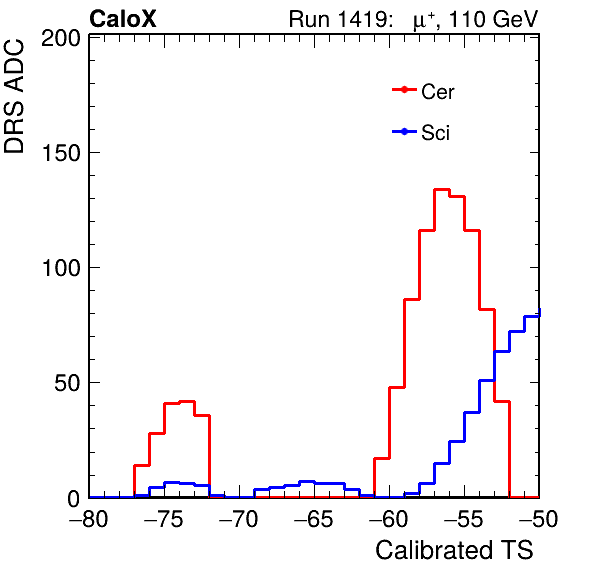 CaloX Run 1419: μ⁺, 110 GeV
DRS ADC
200
150
100
50
0
Cer
Sci
−80 −75 −70 −65 −60 −55 −50
Calibrated TS